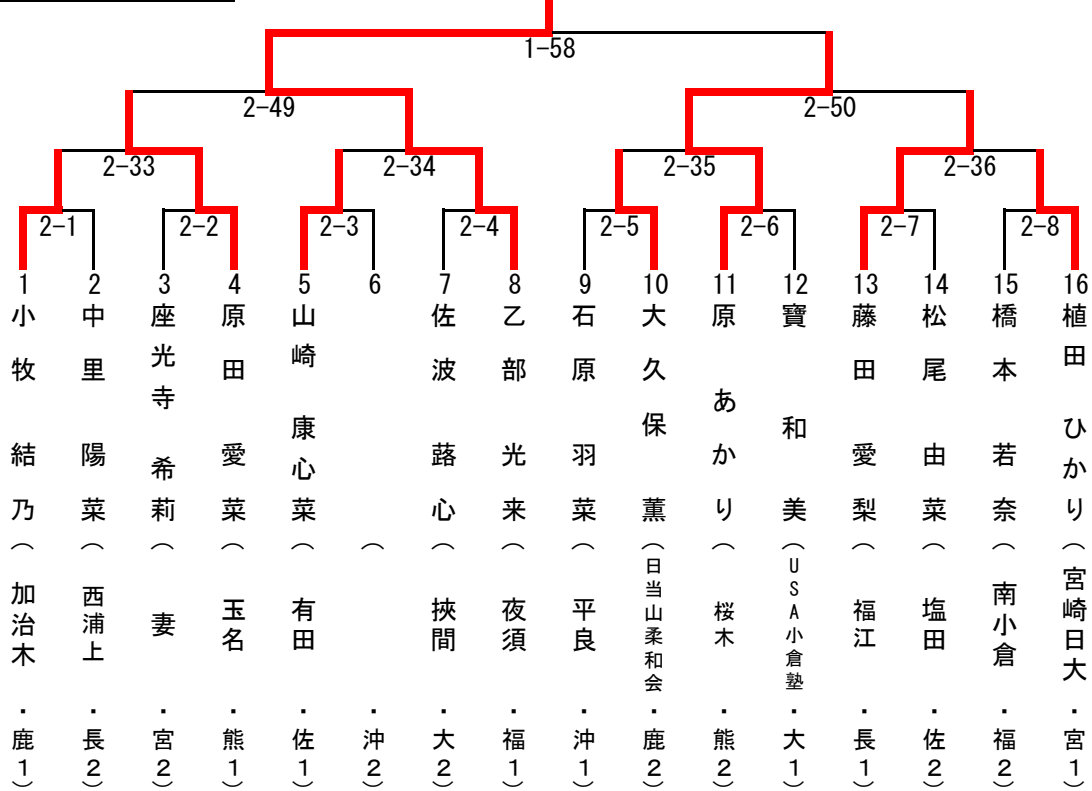 1-58
2-49
2-50
2-33
2-34
2-35
2-36
2-1
2-2
2-3
2-4
2-5
2-6
2-7
2-8
1 小牧 結乃 （加治木・鹿1）
2 中里 陽菜 （西浦上・長2）
3 座光寺 希莉 （妻・宮2）
4 原田 愛菜 （玉名・熊1）
5 山崎 康心菜 （有田・佐1）
6 （・沖2）
7 佐波 蕗心 （挾間・大2）
8 乙部 光来 （夜須・福1）
9 石原 羽菜 （平良・沖1）
10 大久保 薫 （日当山柔和会・鹿2）
11 原 あかり （桜木・熊2）
12 寶 和美 （USA小倉塾・大1）
13 藤田 愛梨 （福江・長1）
14 松尾 由菜 （塩田・佐2）
15 橋本 若奈 （南小倉・福2）
16 植田 ひかり （宮崎日大・宮1）